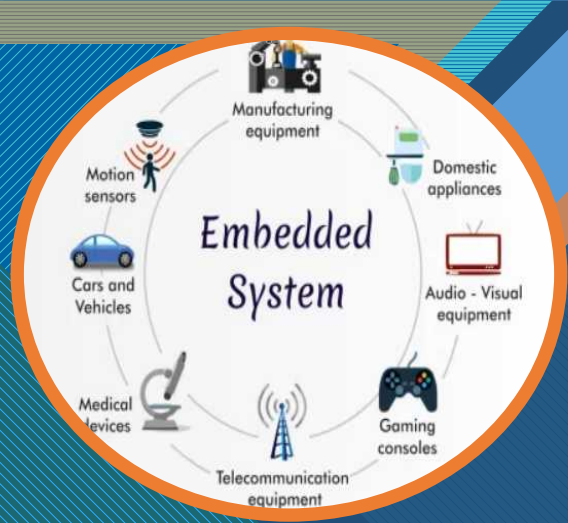 Embedded
System
Manufacturing
equipment
Domestic
appliances
Audio - Visual
equipment
Gaming
consoles
Telecommunication
equipment
Medical
devices
Cars and
Vehicles
Motion
sensors